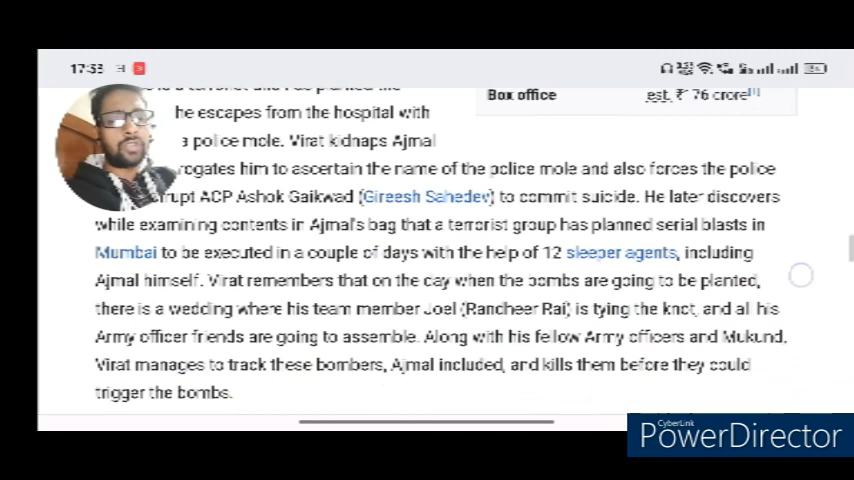 17:53
Box office
est. ₹ 76 crore[1]
he escapes from the hospital with
a police mole. Virat kidnaps Ajmal
rogates him to ascertain the name of the police mole and also forces the police
rupt ACP Ashok Gaikwad (Gireesh Sahedev) to commit suicide. He later discovers
while examining contents in Ajmal's bag that a terrorist group has planned serial blasts in
Mumbai to be executed in a couple of days with the help of 12 sleeper agents, including
Ajmal himself. Virat remembers that on the day when the bombs are going to be planted,
there is a wedding where his team member Joel (Randheer Rai) is tying the knot, and all his
Army officer friends are going to assemble. Along with his fellow Army officers and Mukund,
Virat manages to track these bombers, Ajmal included, and kills them before they could
trigger the bombs.
CyberLink
PowerDirector